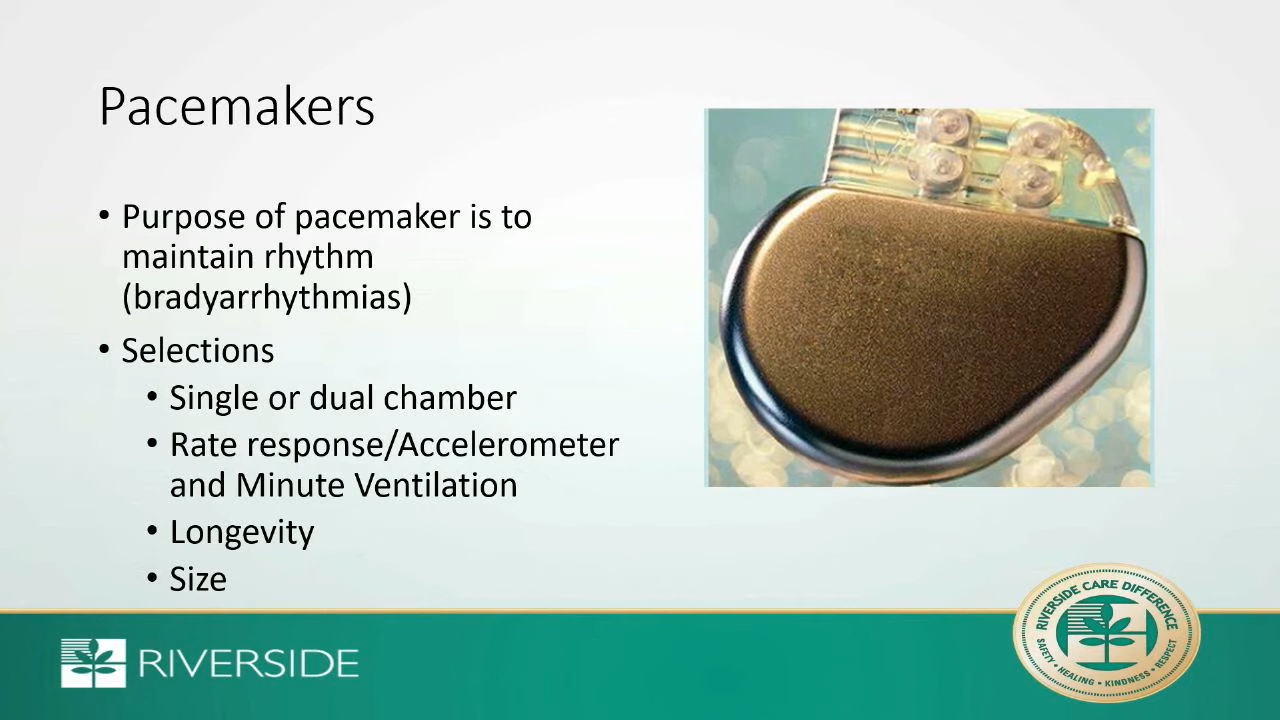 Pacemakers
• Purpose of pacemaker is to
maintain rhythm
(bradyarrhythmias)
• Selections
• Single or dual chamber
• Rate response/Accelerometer
and Minute Ventilation
• Longevity
• Size
RIVERSIDE
RIVERSIDE CARE DIFFERENCE
SAFETY • HEALING • KINDNESS • RESPECT